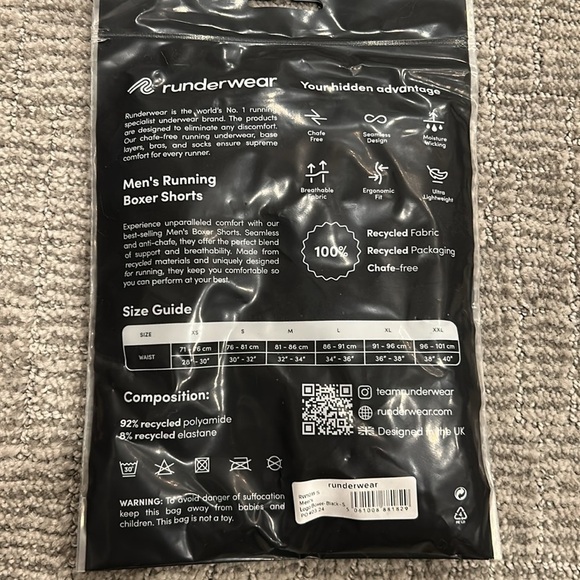 runderwear
Your hidden advantage
Runderwear is the world's No. 1 running
specialist underwear brand. The products
are designed to eliminate any discomfort.
Our chafe-free running underwear, base
layers, bras, and socks ensure supreme
comfort for every runner.
Chafe
Free
Seamless
Design
Moisture
Wicking
Breathable
Fabric
Ergonomic
Fit
Ultra
Lightweight
Men's Running
Boxer Shorts
Experience unparalleled comfort with our
best-selling Men's Boxer Shorts. Seamless
and anti-chafe, they offer the perfect blend
of support and breathability. Made from
recycled materials and uniquely designed
for running, they keep you comfortable so
you can perform at your best.
100%
Recycled Fabric
Recycled Packaging
Chafe-free
Size Guide
SIZE XS S M L XL XXL
WAIST 71 - 76 cm 76 - 81 cm 81 - 86 cm 86 - 91 cm 91 - 96 cm 96 - 101 cm
28" - 30" 30" - 32" 32" - 34" 34" - 36" 36" - 38" 38" - 40"
Composition:
92% recycled polyamide
8% recycled elastane
teamrunderwear
runderwear.com
Designed in the UK
30°
WARNING: To avoid danger of suffocation
keep this bag away from babies and
children. This bag is not a toy.
runderwear
Men's
Logo Boxer- Black - S